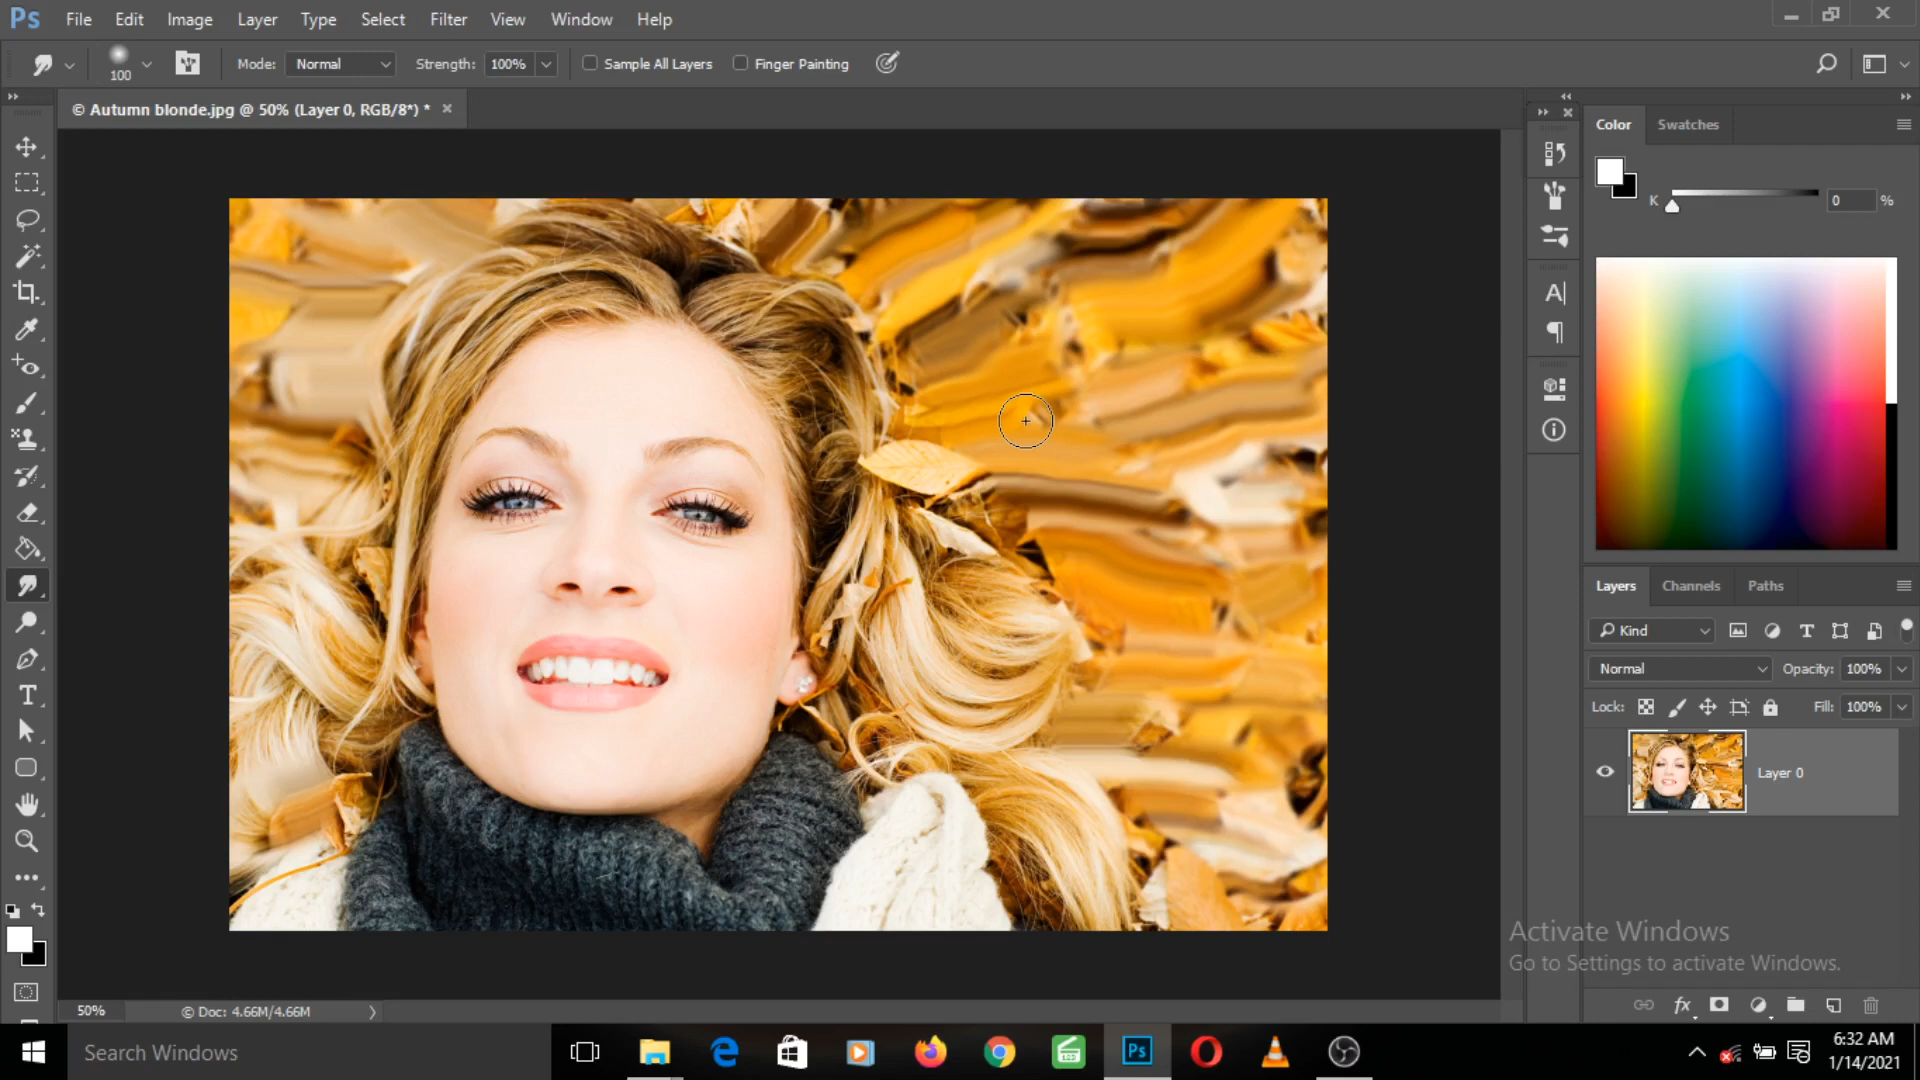 Ps File Edit Image Layer Type Select Filter View Window Help
100 Mode: Normal Strength: 100% Sample All Layers Finger Painting
© Autumn blonde.jpg @ 50% (Layer 0, RGB/8*) *
Color Swatches
K 0 %
Layers Channels Paths
Kind
Normal Opacity: 100%
Lock: Fill: 100%
Layer 0
Activate Windows
Go to Settings to activate Windows.
fx
50% © Doc: 4.66M/4.66M
Search Windows
Ps
6:32 AM
1/14/2021